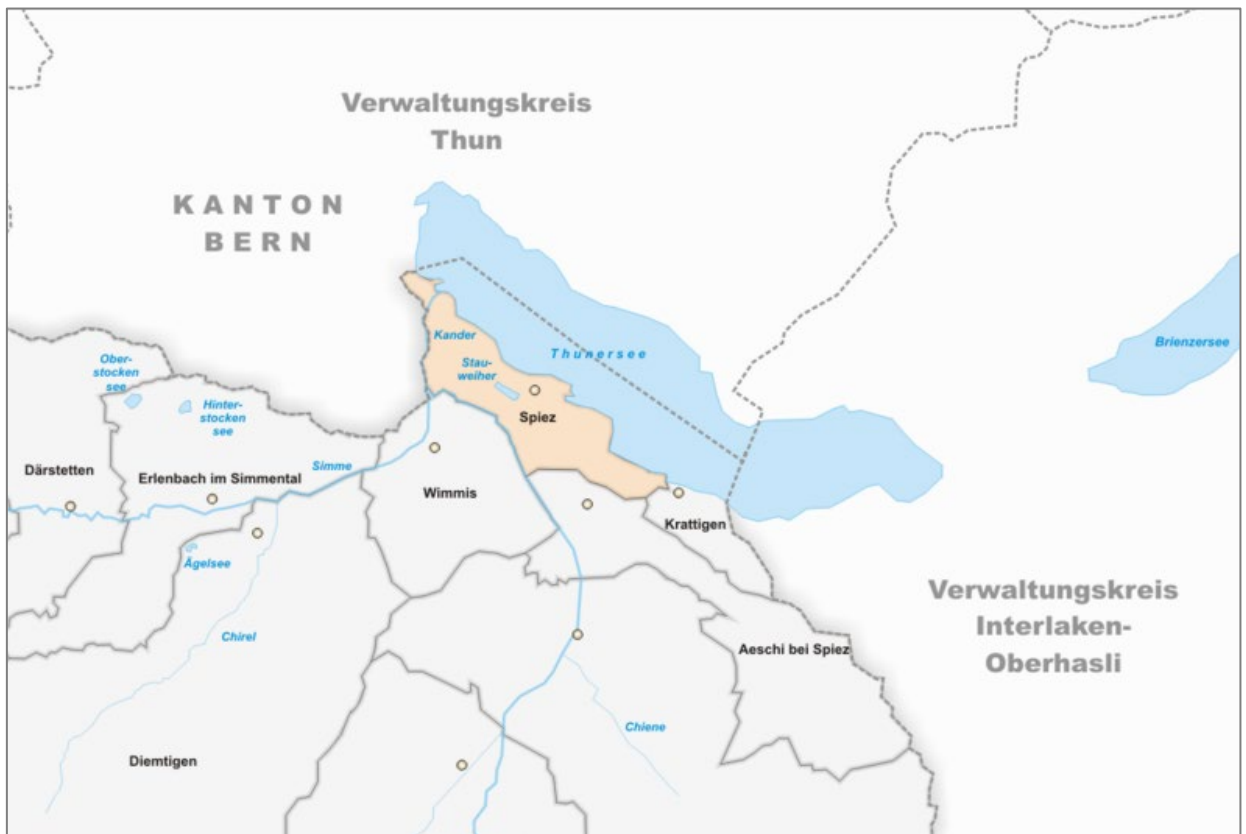 Verwaltungskreis
Thun
KANTON
BERN
Kander
Thunersee
Stau-
weiher
Brienzersee
Ober-
stocken
see
Hinter-
stocken
see
Spiez
Därstetten
Erlenbach im Simmental
Simme
Wimmis
Krattigen
Ägelsee
Verwaltungskreis
Interlaken-
Oberhasli
Chirel
Aeschi bei Spiez
Chiene
Diemtigen